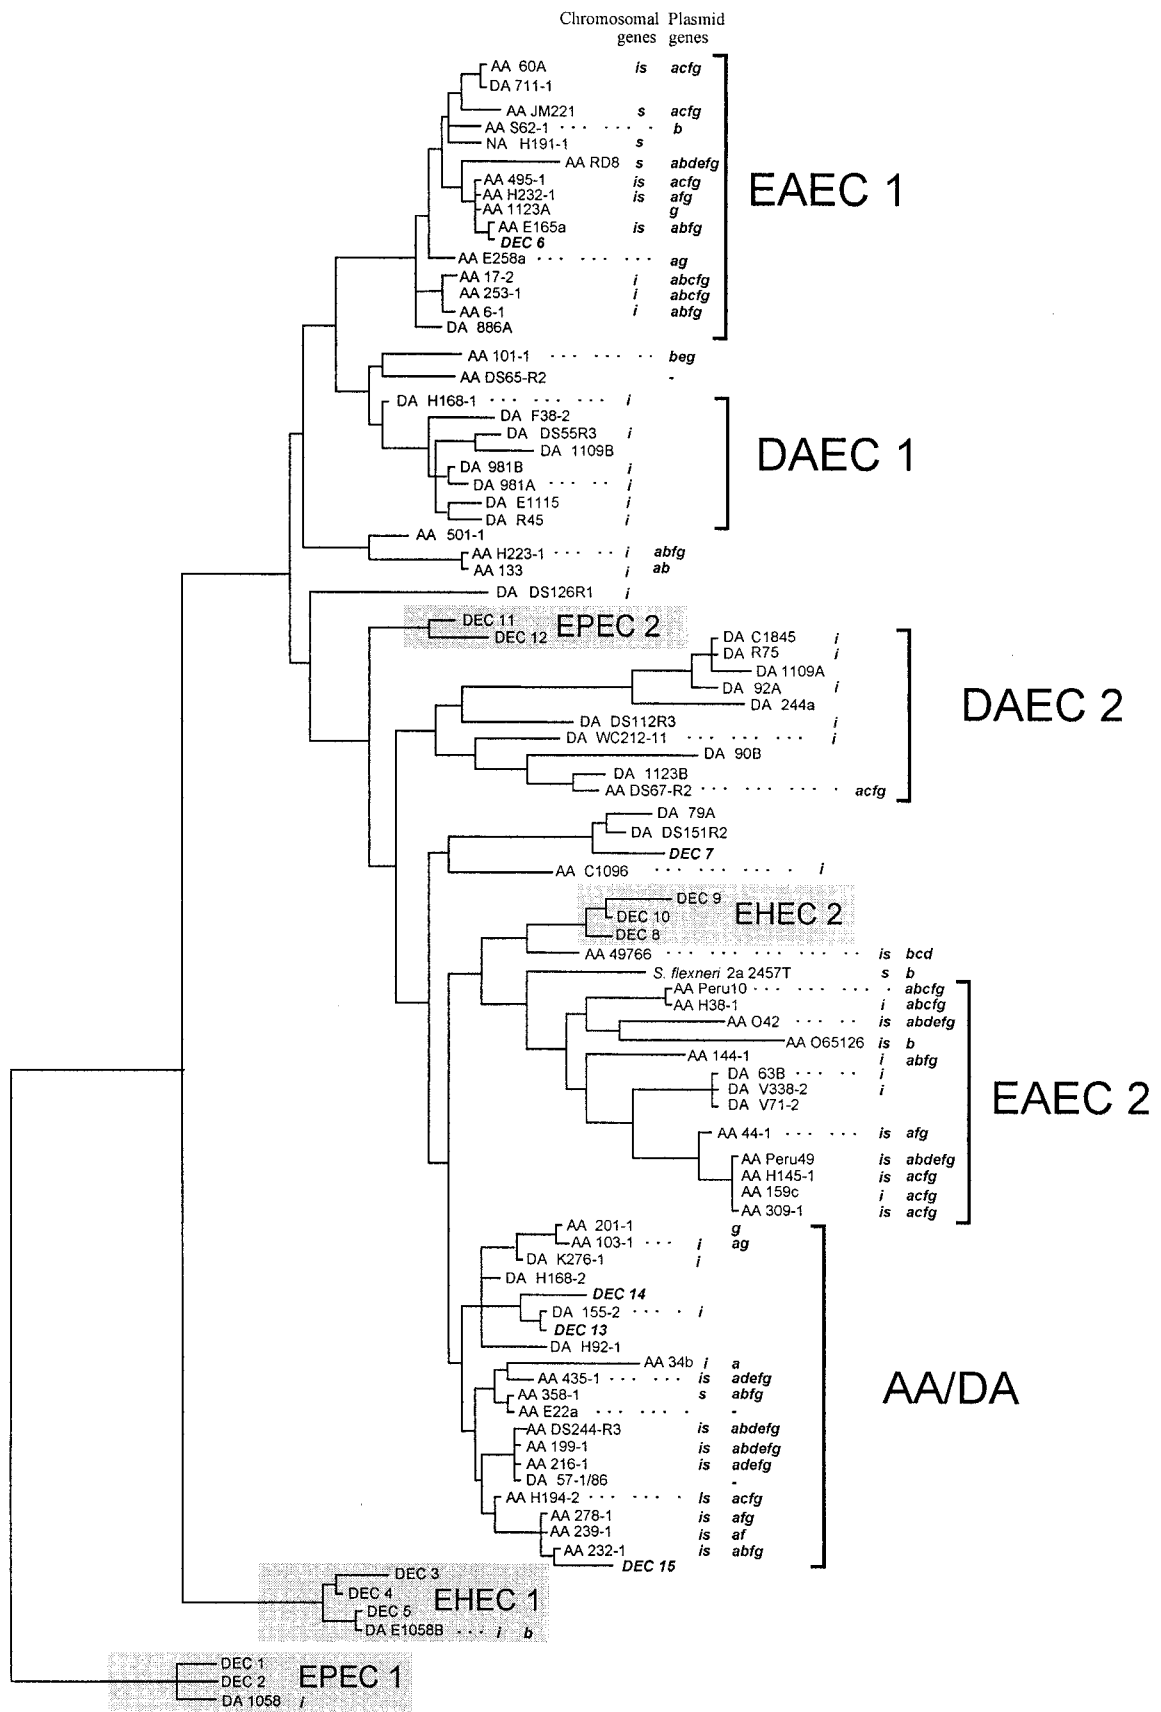 Chromosomal Plasmid
genes genes
AA 60A is acfg
DA 711-1
AA JM221 s acfg
AA S62-1 b
NA H191-1 s
AA RD8 s abdefg
AA 495-1 is acfg
AA H232-1 is afg
AA 1123A g
AA E165a is abfg
DEC 6
AA E258a ag
AA 17-2 i abcfg
AA 253-1 i abcfg
AA 6-1 i abfg
DA 886A
EAEC 1
AA 101-1 beg
AA DS65-R2 -
DA H168-1 i
DA F38-2
DA DS55R3 i
DA 1109B
DA 981B i
DA 981A i
DA E1115 i
DA R45 i
DAEC 1
AA 501-1
AA H223-1 i abfg
AA 133 i ab
DA DS126R1 i
DEC 11
DEC 12
EPEC 2
DA C1845 i
DA R75 i
DA 1109A
DA 92A i
DA 244a
DA DS112R3 i
DA WC212-11 i
DA 90B
DA 1123B
AA DS67-R2 acfg
DAEC 2
DA 79A
DA DS151R2
DEC 7
AA C1096 i
DEC 9
DEC 10
DEC 8
EHEC 2
AA 49766 is bcd
S. flexneri 2a 2457T s b
AA Peru10 abcfg
AA H38-1 i abcfg
AA O42 is abdefg
AA O65126 is b
AA 144-1 i abfg
DA 63B i
DA V338-2 i
DA V71-2
AA 44-1 is afg
AA Peru49 is abdefg
AA H145-1 is acfg
AA 159c i acfg
AA 309-1 is acfg
EAEC 2
AA 201-1 g
AA 103-1 i ag
DA K276-1 i
DA H168-2
DEC 14
DA 155-2 i
DEC 13
DA H92-1
AA 34b i a
AA 435-1 is adefg
AA 358-1 s abfg
AA E22a -
AA DS244-R3 is abdefg
AA 199-1 is abdefg
AA 216-1 is adefg
DA 57-1/86 -
AA H194-2 Is acfg
AA 278-1 is afg
AA 239-1 is af
AA 232-1 is abfg
DEC 15
AA/DA
DEC 3
DEC 4
DEC 5
DA E1058B i b
EHEC 1
DEC 1
DEC 2
DA 1058 i
EPEC 1